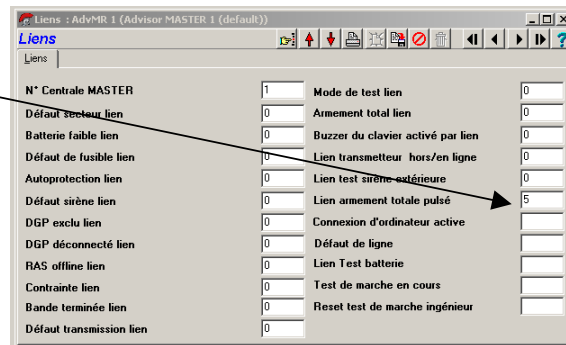 Liens : AdvMR 1 (Advisor MASTER 1 (default))
Liens
Liens
N° Centrale MASTER 1
Défaut secteur lien 0
Batterie faible lien 0
Défaut de fusible lien 0
Autoprotection lien 0
Défaut sirène lien 0
DGP exclu lien 0
DGP déconnecté lien 0
RAS offline lien 0
Contrainte lien 0
Bande terminée lien 0
Défaut transmission lien 0
Mode de test lien 0
Armement total lien 0
Buzzer du clavier activé par lien 0
Lien transmetteur hors/en ligne 0
Lien test sirène extérieure 0
Lien armement totale pulsé 5
Connexion d'ordinateur active
Défaut de ligne
Lien Test batterie
Test de marche en cours
Reset test de marche ingénieur